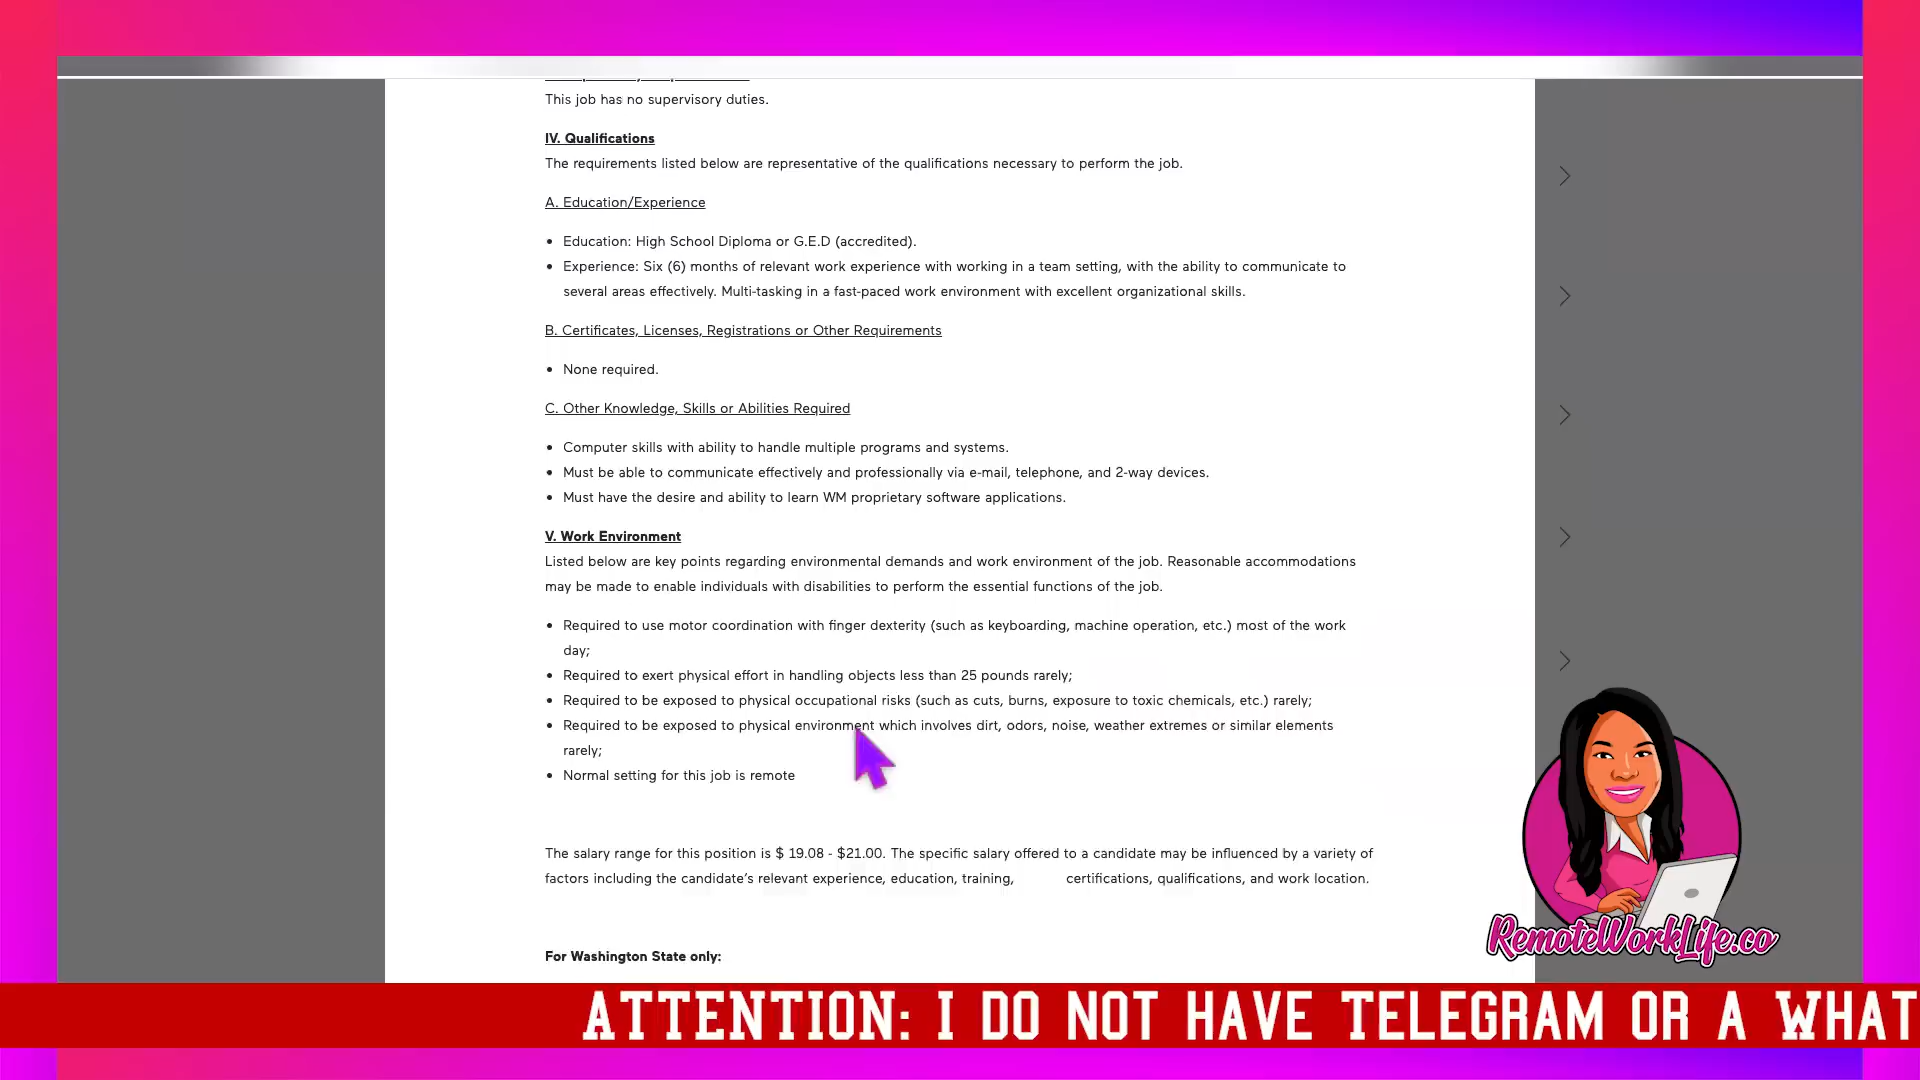 This job has no supervisory duties.
IV. Qualifications
The requirements listed below are representative of the qualifications necessary to perform the job.
A. Education/Experience
• Education: High School Diploma or G.E.D (accredited).
• Experience: Six (6) months of relevant work experience with working in a team setting, with the ability to communicate to
several areas effectively. Multi-tasking in a fast-paced work environment with excellent organizational skills.
B. Certificates, Licenses, Registrations or Other Requirements
• None required.
C. Other Knowledge, Skills or Abilities Required
• Computer skills with ability to handle multiple programs and systems.
• Must be able to communicate effectively and professionally via e-mail, telephone, and 2-way devices.
• Must have the desire and ability to learn WM proprietary software applications.
V. Work Environment
Listed below are key points regarding environmental demands and work environment of the job. Reasonable accommodations
may be made to enable individuals with disabilities to perform the essential functions of the job.
• Required to use motor coordination with finger dexterity (such as keyboarding, machine operation, etc.) most of the work
day;
• Required to exert physical effort in handling objects less than 25 pounds rarely;
• Required to be exposed to physical occupational risks (such as cuts, burns, exposure to toxic chemicals, etc.) rarely;
• Required to be exposed to physical environment which involves dirt, odors, noise, weather extremes or similar elements
rarely;
• Normal setting for this job is remote
The salary range for this position is $ 19.08 - $21.00. The specific salary offered to a candidate may be influenced by a variety of
factors including the candidate’s relevant experience, education, training, certifications, qualifications, and work location.
RemoteWorkLife.co
For Washington State only:
ATTENTION: I DO NOT HAVE TELEGRAM OR A WHAT